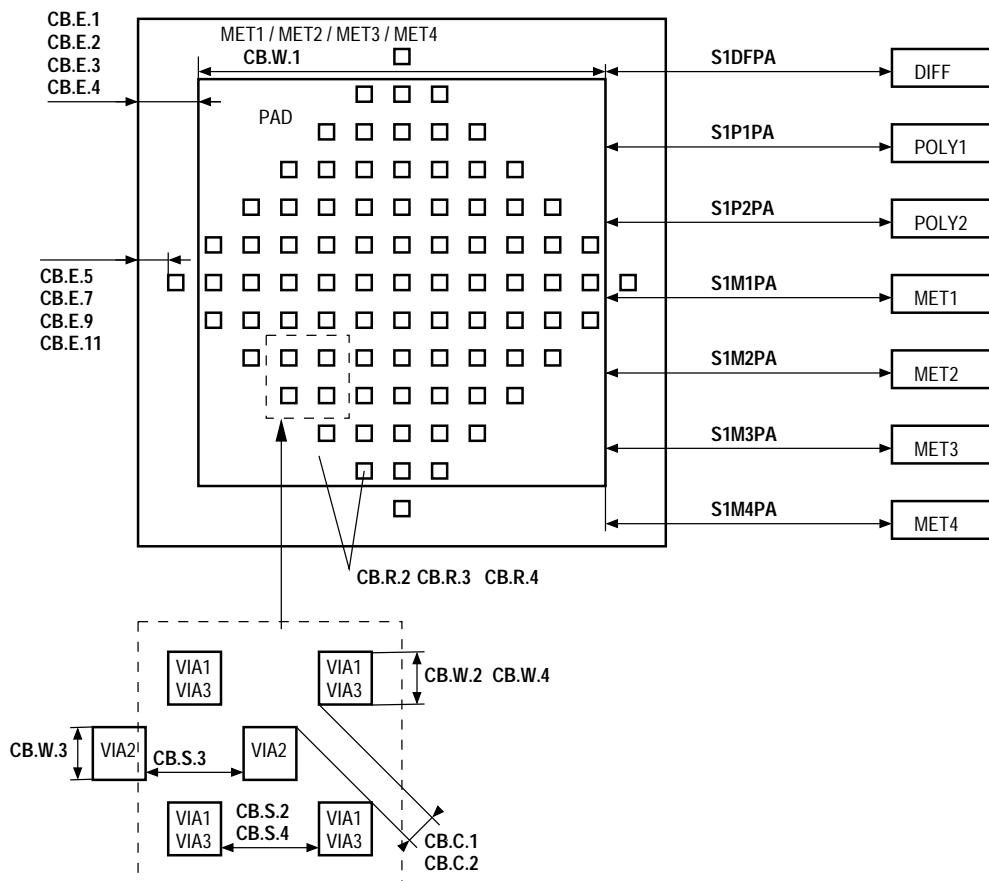 CB.E.1
CB.E.2
CB.E.3
CB.E.4
MET1 / MET2 / MET3 / MET4
CB.W.1
PAD
S1DFPA
DIFF
S1P1PA
POLY1
S1P2PA
POLY2
CB.E.5
CB.E.7
CB.E.9
CB.E.11
S1M1PA
MET1
S1M2PA
MET2
S1M3PA
MET3
S1M4PA
MET4
CB.R.2 CB.R.3 CB.R.4
VIA1
VIA3
VIA1
VIA3
CB.W.2 CB.W.4
CB.W.3
VIA2
CB.S.3
VIA2
VIA1
VIA3
CB.S.2
CB.S.4
VIA1
VIA3
CB.C.1
CB.C.2